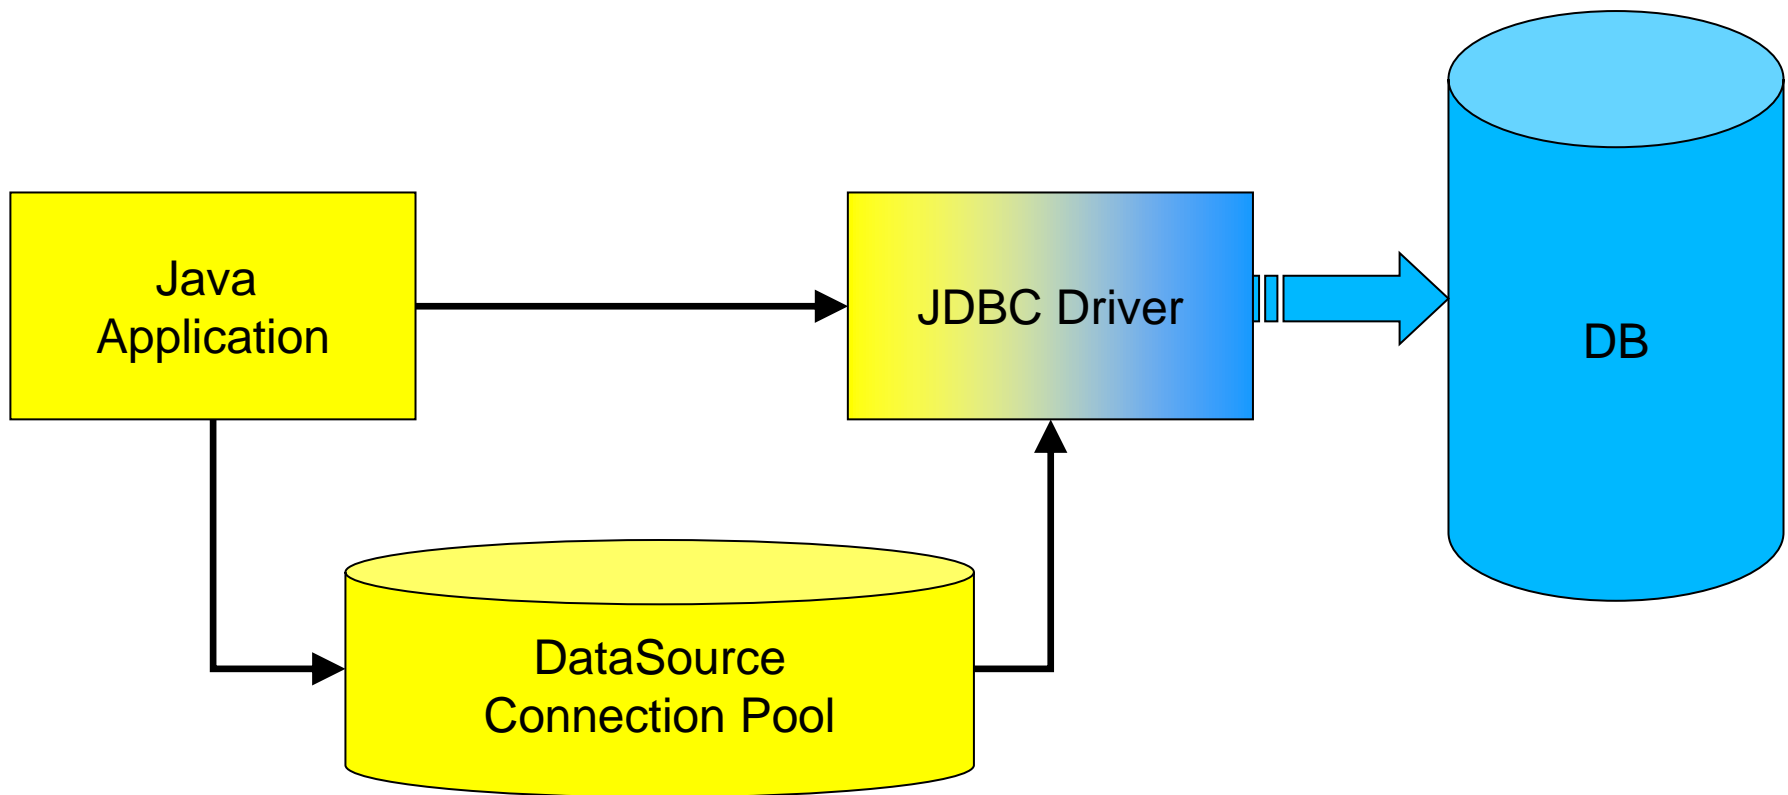 Java
Application
JDBC Driver
DB
DataSource
Connection Pool